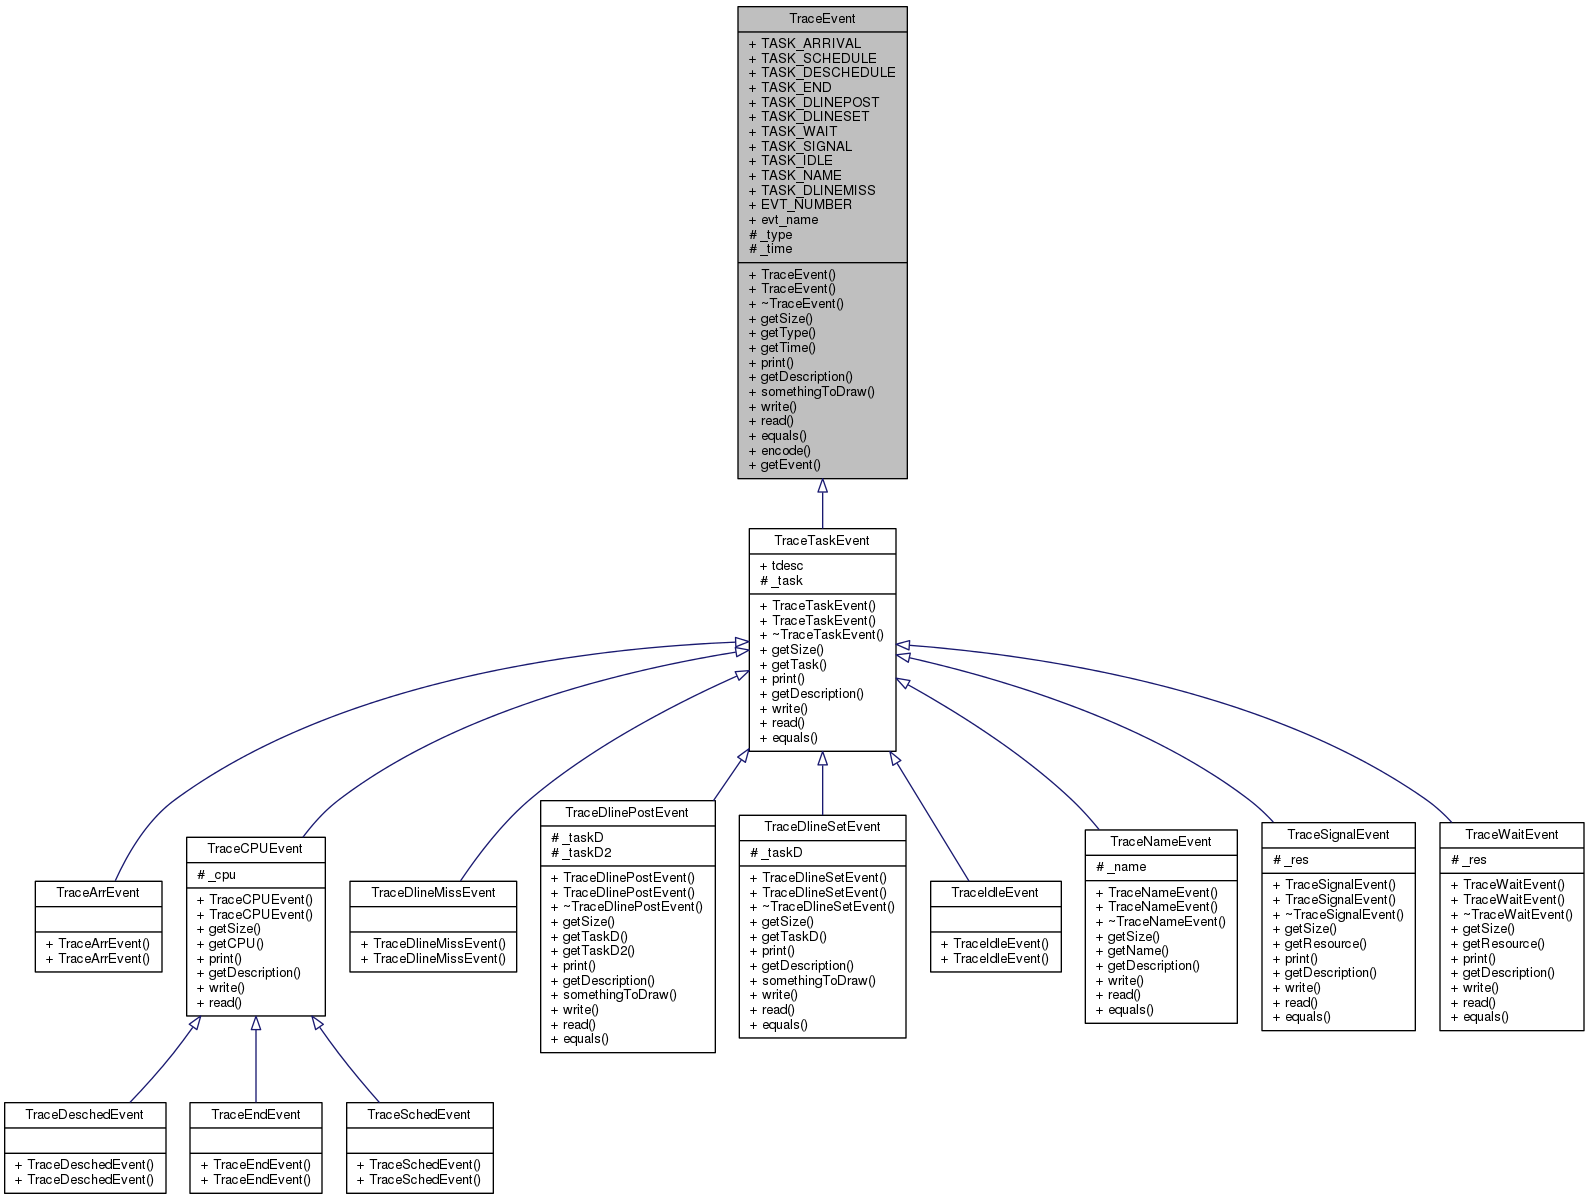 TraceEvent
+ TASK_ARRIVAL
+ TASK_SCHEDULE
+ TASK_DESCHEDULE
+ TASK_END
+ TASK_DLINEPOST
+ TASK_DLINESET
+ TASK_WAIT
+ TASK_SIGNAL
+ TASK_IDLE
+ TASK_NAME
+ TASK_DLINEMISS
+ EVT_NUMBER
+ evt_name
# _type
# _time
+ TraceEvent()
+ TraceEvent()
+ ~TraceEvent()
+ getSize()
+ getType()
+ getTime()
+ print()
+ getDescription()
+ somethingToDraw()
+ write()
+ read()
+ equals()
+ encode()
+ getEvent()
TraceTaskEvent
+ tdesc
# _task
+ TraceTaskEvent()
+ TraceTaskEvent()
+ ~TraceTaskEvent()
+ getSize()
+ getTask()
+ print()
+ getDescription()
+ write()
+ read()
+ equals()
TraceArrEvent
+ TraceArrEvent()
+ TraceArrEvent()
TraceCPUEvent
# _cpu
+ TraceCPUEvent()
+ TraceCPUEvent()
+ getSize()
+ getCPU()
+ print()
+ getDescription()
+ write()
+ read()
TraceDlineMissEvent
+ TraceDlineMissEvent()
+ TraceDlineMissEvent()
TraceDlinePostEvent
# _taskD
# _taskD2
+ TraceDlinePostEvent()
+ TraceDlinePostEvent()
+ ~TraceDlinePostEvent()
+ getSize()
+ getTaskD()
+ getTaskD2()
+ print()
+ getDescription()
+ somethingToDraw()
+ write()
+ read()
+ equals()
TraceDlineSetEvent
# _taskD
+ TraceDlineSetEvent()
+ TraceDlineSetEvent()
+ ~TraceDlineSetEvent()
+ getSize()
+ getTaskD()
+ print()
+ getDescription()
+ somethingToDraw()
+ write()
+ read()
+ equals()
TraceIdleEvent
+ TraceIdleEvent()
+ TraceIdleEvent()
TraceNameEvent
# _name
+ TraceNameEvent()
+ TraceNameEvent()
+ ~TraceNameEvent()
+ getSize()
+ getName()
+ getDescription()
+ write()
+ read()
+ equals()
TraceSignalEvent
# _res
+ TraceSignalEvent()
+ TraceSignalEvent()
+ ~TraceSignalEvent()
+ getSize()
+ getResource()
+ print()
+ getDescription()
+ write()
+ read()
+ equals()
TraceWaitEvent
# _res
+ TraceWaitEvent()
+ TraceWaitEvent()
+ ~TraceWaitEvent()
+ getSize()
+ getResource()
+ print()
+ getDescription()
+ write()
+ read()
+ equals()
TraceDeschedEvent
+ TraceDeschedEvent()
+ TraceDeschedEvent()
TraceEndEvent
+ TraceEndEvent()
+ TraceEndEvent()
TraceSchedEvent
+ TraceSchedEvent()
+ TraceSchedEvent()